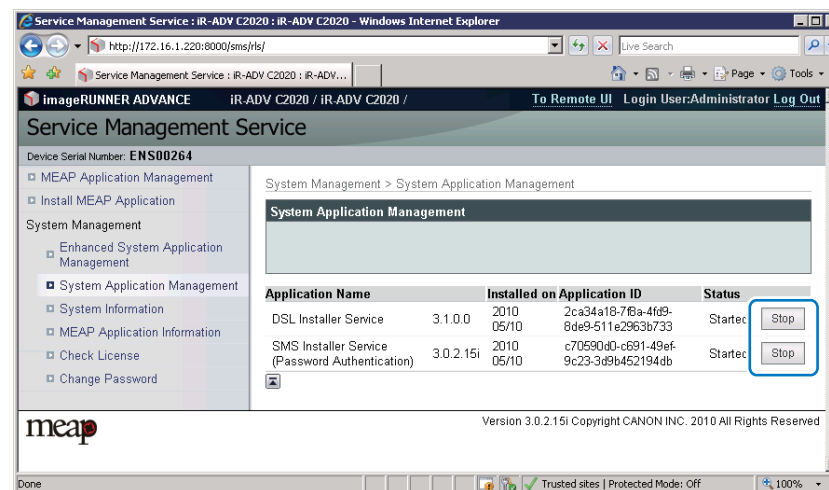 Service Management Service : iR-ADV C2020 : iR-ADV C2020 - Windows Internet Explorer
http://172.16.1.220:8000/sms/rls/
Live Search
Service Management Service : iR-ADV C2020 : iR-ADV...
Page
Tools
imageRUNNER ADVANCE iR-ADV C2020 / iR-ADV C2020 /
To Remote UI Login User:Administrator Log Out
Service Management Service
Device Serial Number: ENS00264
MEAP Application Management
Install MEAP Application
System Management
Enhanced System Application
Management
System Application Management
System Information
MEAP Application Information
Check License
Change Password
System Management > System Application Management
System Application Management
Application Name Installed on Application ID Status
DSL Installer Service 3.1.0.0 2010 05/10 2ca34a18-7f8a-4fd9-8de9-511e2963b733 Started Stop
SMS Installer Service (Password Authentication) 3.0.2.15i 2010 05/10 c70590d0-c691-49ef-9c23-3d9b452194db Started Stop
meap
Version 3.0.2.15i Copyright CANON INC. 2010 All Rights Reserved
Done
Trusted sites | Protected Mode: Off
100%